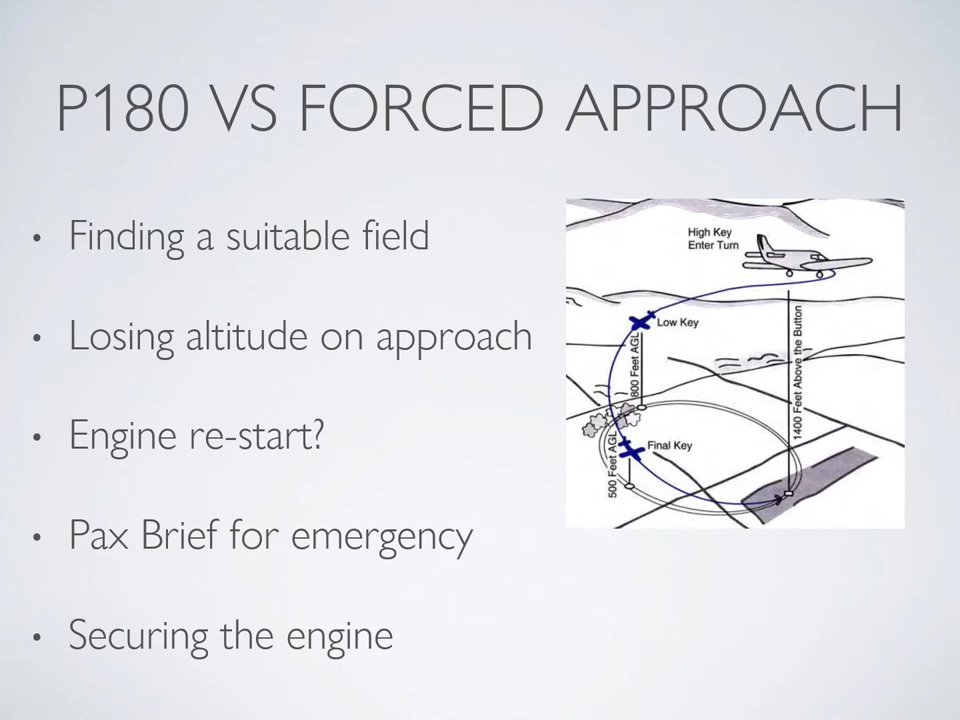 P180 VS FORCED APPROACH
• Finding a suitable field
• Losing altitude on approach
• Engine re-start?
• Pax Brief for emergency
• Securing the engine
High Key
Enter Turn
Low Key
800 Feet AGL
1400 Feet Above the Button
Final Key
500 Feet AGL